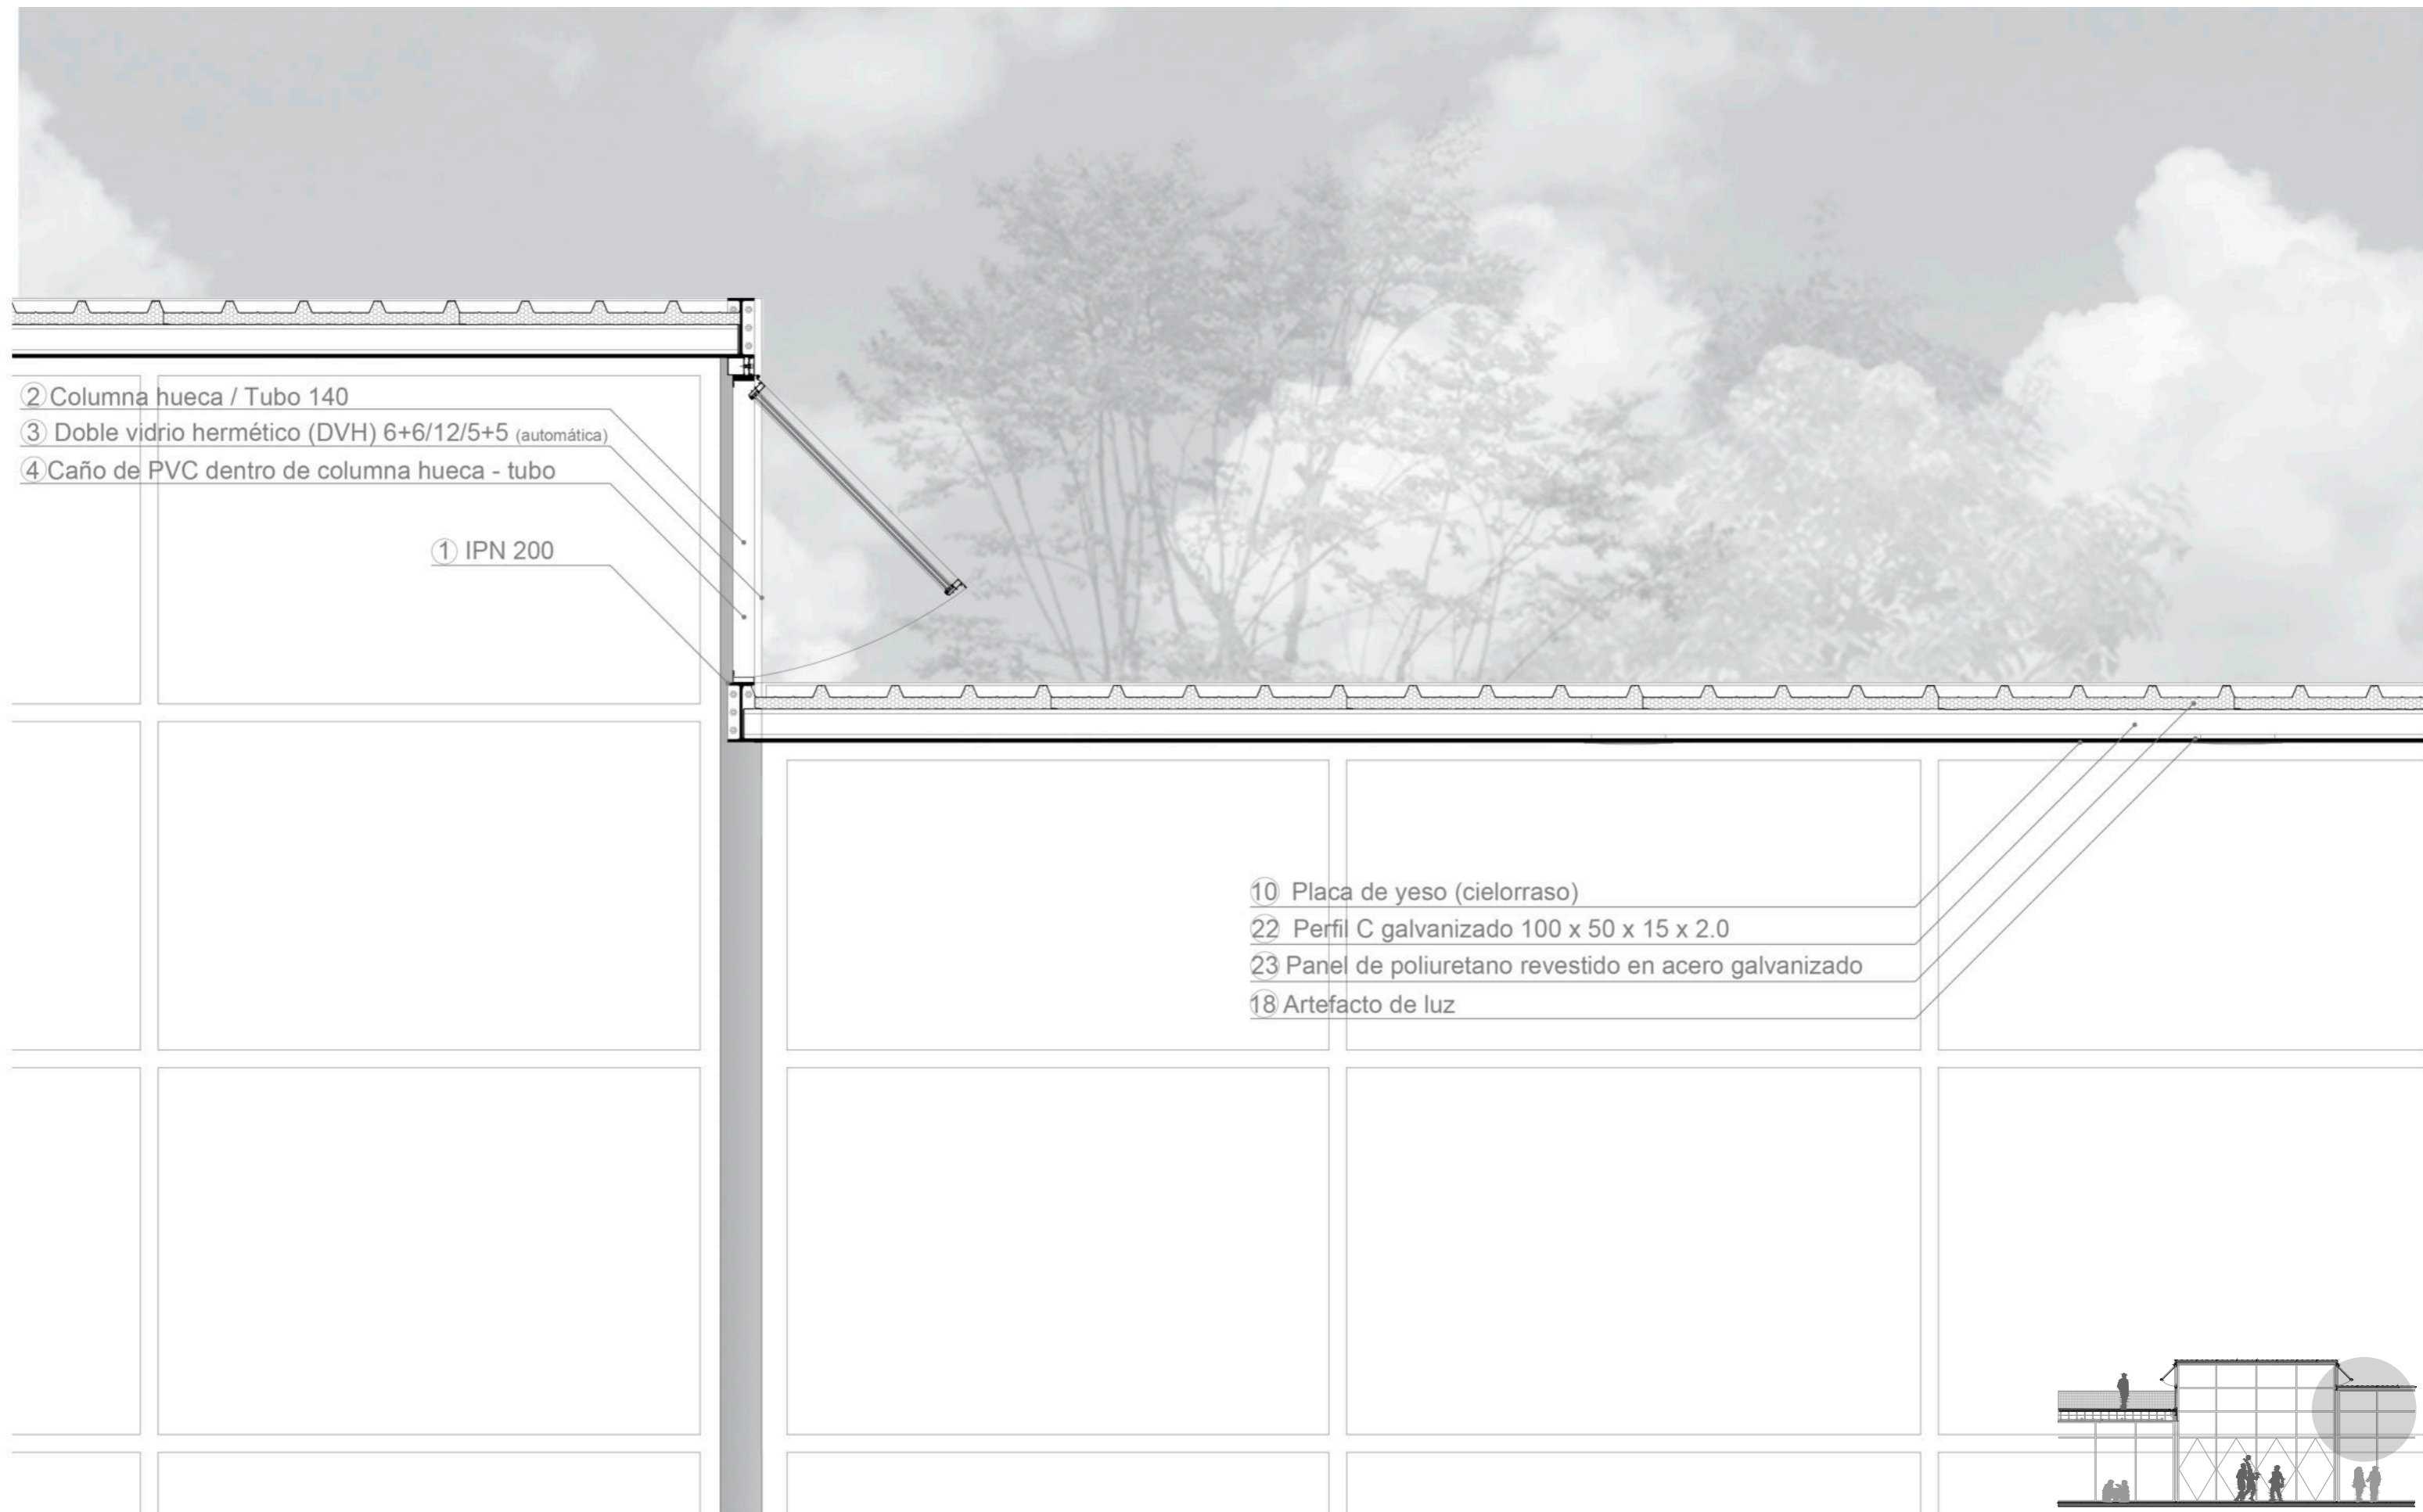 ② Columna hueca / Tubo 140
③ Doble vidrio hermético (DVH) 6+6/12/5+5 (automática)
④ Caño de PVC dentro de columna hueca - tubo
① IPN 200
⑩ Placa de yeso (cielorraso)
㉒ Perfil C galvanizado 100 x 50 x 15 x 2.0
㉓ Panel de poliuretano revestido en acero galvanizado
⑱ Artefacto de luz